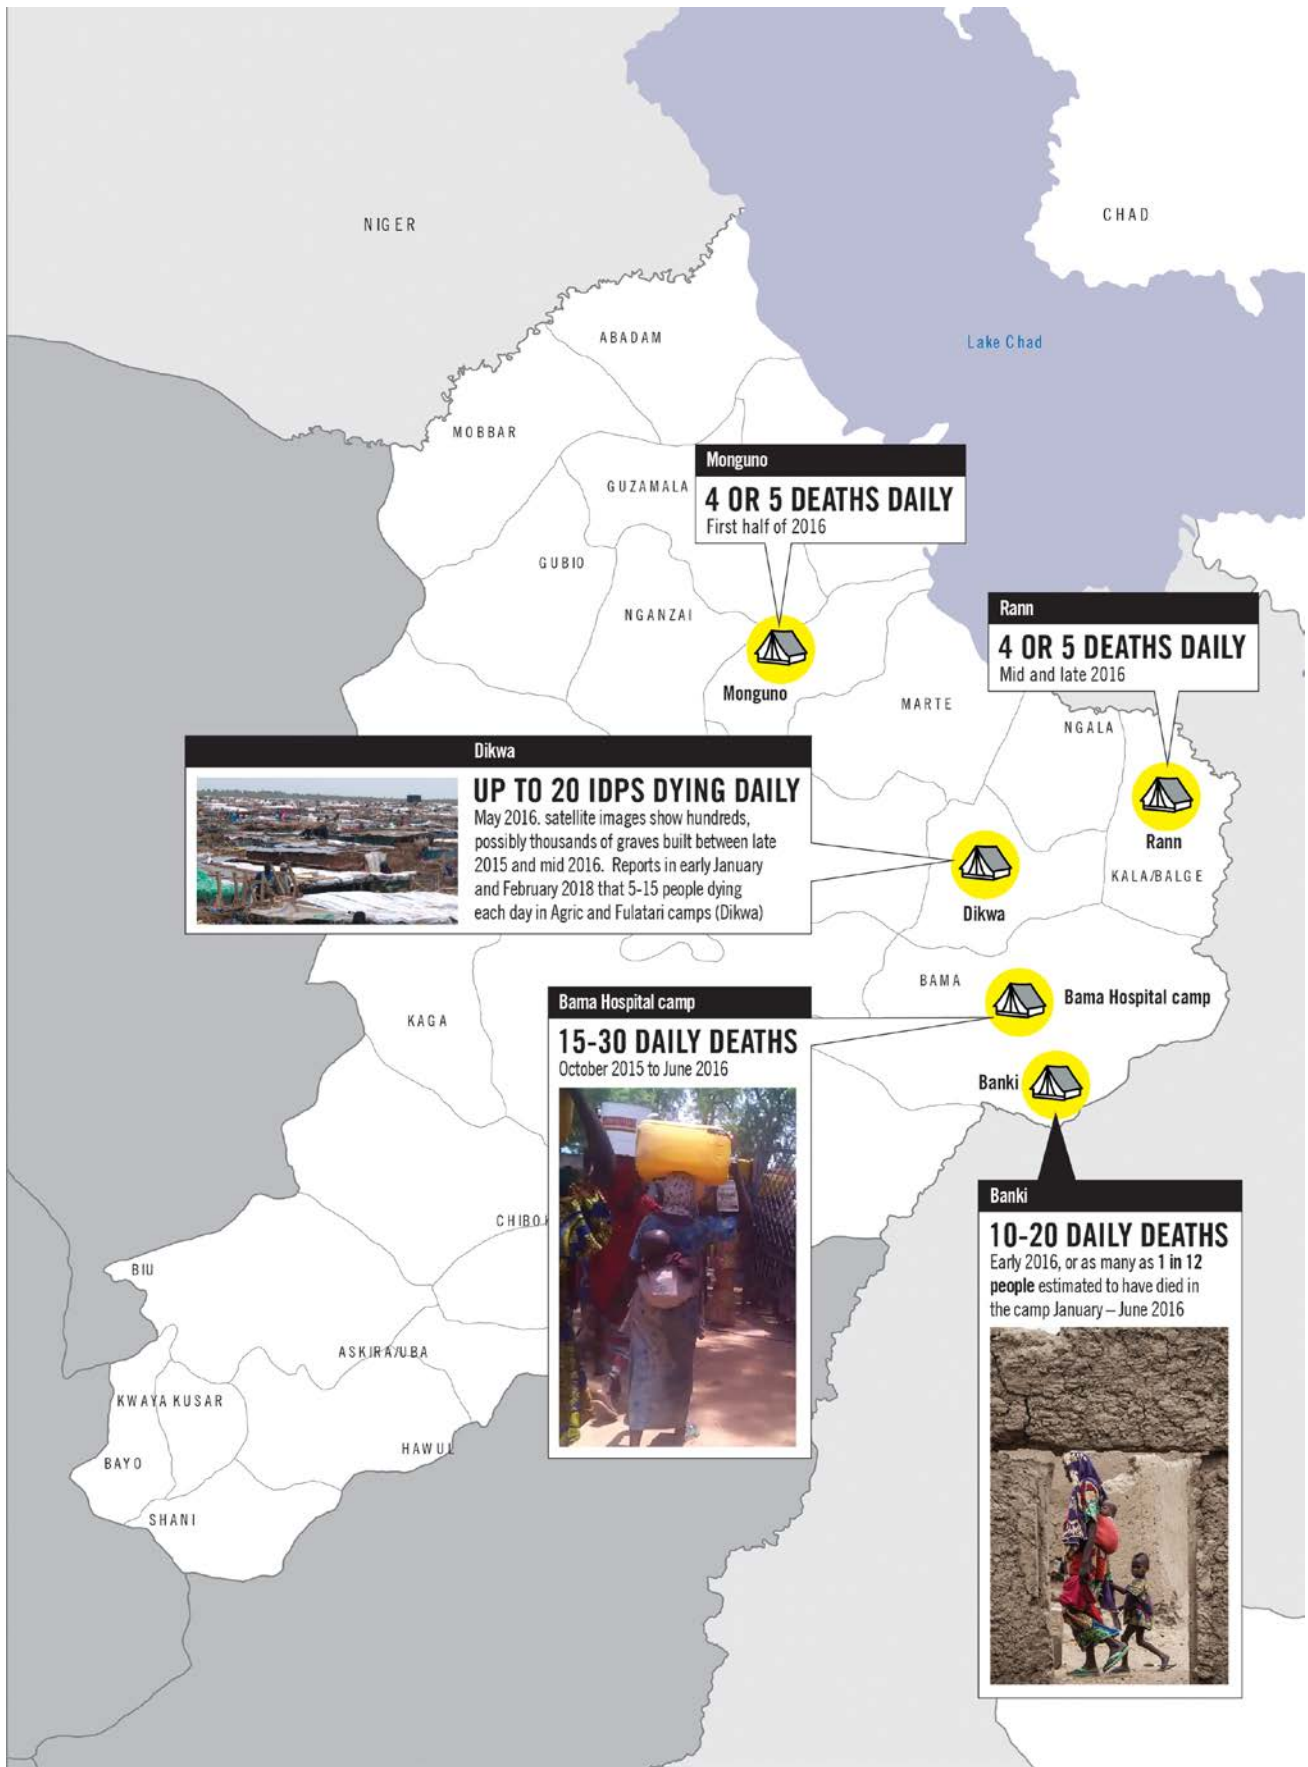 NIGER
CHAD
ABADAM
Lake Chad
MOBBAR
Monguno
4 OR 5 DEATHS DAILY
First half of 2016
GUZAMALA
GUBIO
NGANZAI
Rann
4 OR 5 DEATHS DAILY
Mid and late 2016
Monguno
MARTE
NGALA
Dikwa
UP TO 20 IDPS DYING DAILY
May 2016. satellite images show hundreds,
possibly thousands of graves built between late
2015 and mid 2016. Reports in early January
and February 2018 that 5-15 people dying
each day in Agric and Fulatari camps (Dikwa)
Rann
KALA/BALGE
Dikwa
BAMA
Bama Hospital camp
KAGA
Bama Hospital camp
15-30 DAILY DEATHS
October 2015 to June 2016
Banki
Banki
10-20 DAILY DEATHS
Early 2016, or as many as 1 in 12
people estimated to have died in
the camp January – June 2016
CHIBOK
BIU
ASKIRA/UBA
KWAYA KUSAR
HAWUL
BAYO
SHANI